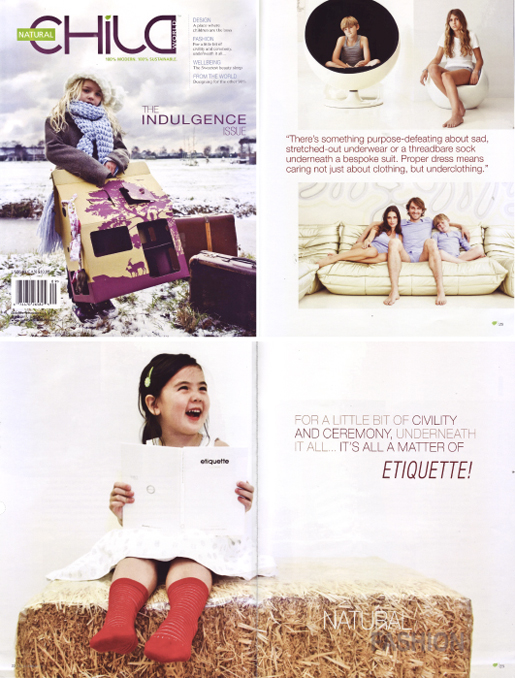 NATURAL
CHiLD
WORLD
100% MODERN. 100% SUSTAINABLE
DESIGN
A place where
FASHION
WELLBEING
FROM THE WORLD
THE
INDULGENCE
ISSUE
“There's something purpose-defeating about sad,
stretched-out underwear or a threadbare sock
underneath a bespoke suit. Proper dress means
caring not just about clothing, but underclothing.”
etiquette
FOR A LITTLE BIT OF CIVILITY
AND CEREMONY, UNDERNEATH
IT ALL... IT'S ALL A MATTER OF
ETIQUETTE!
NATURAL
FASHION